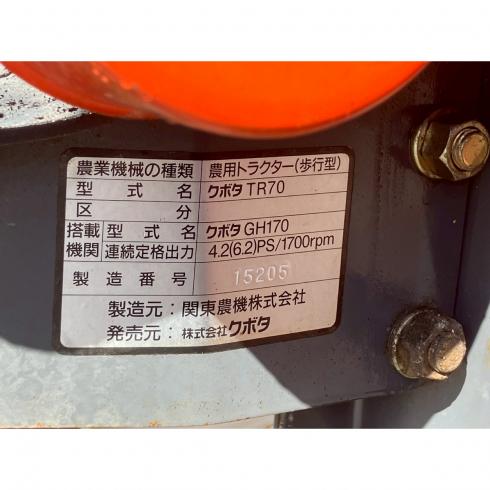 農業機械の種類 農用トラクター(歩行型)
型式名 クボタ TR70
区分
搭載機関 型式名 クボタ GH170
連続定格出力 4.2(6.2)PS/1700rpm
製造番号 15205
製造元:関東農機株式会社
発売元:株式会社クボタ